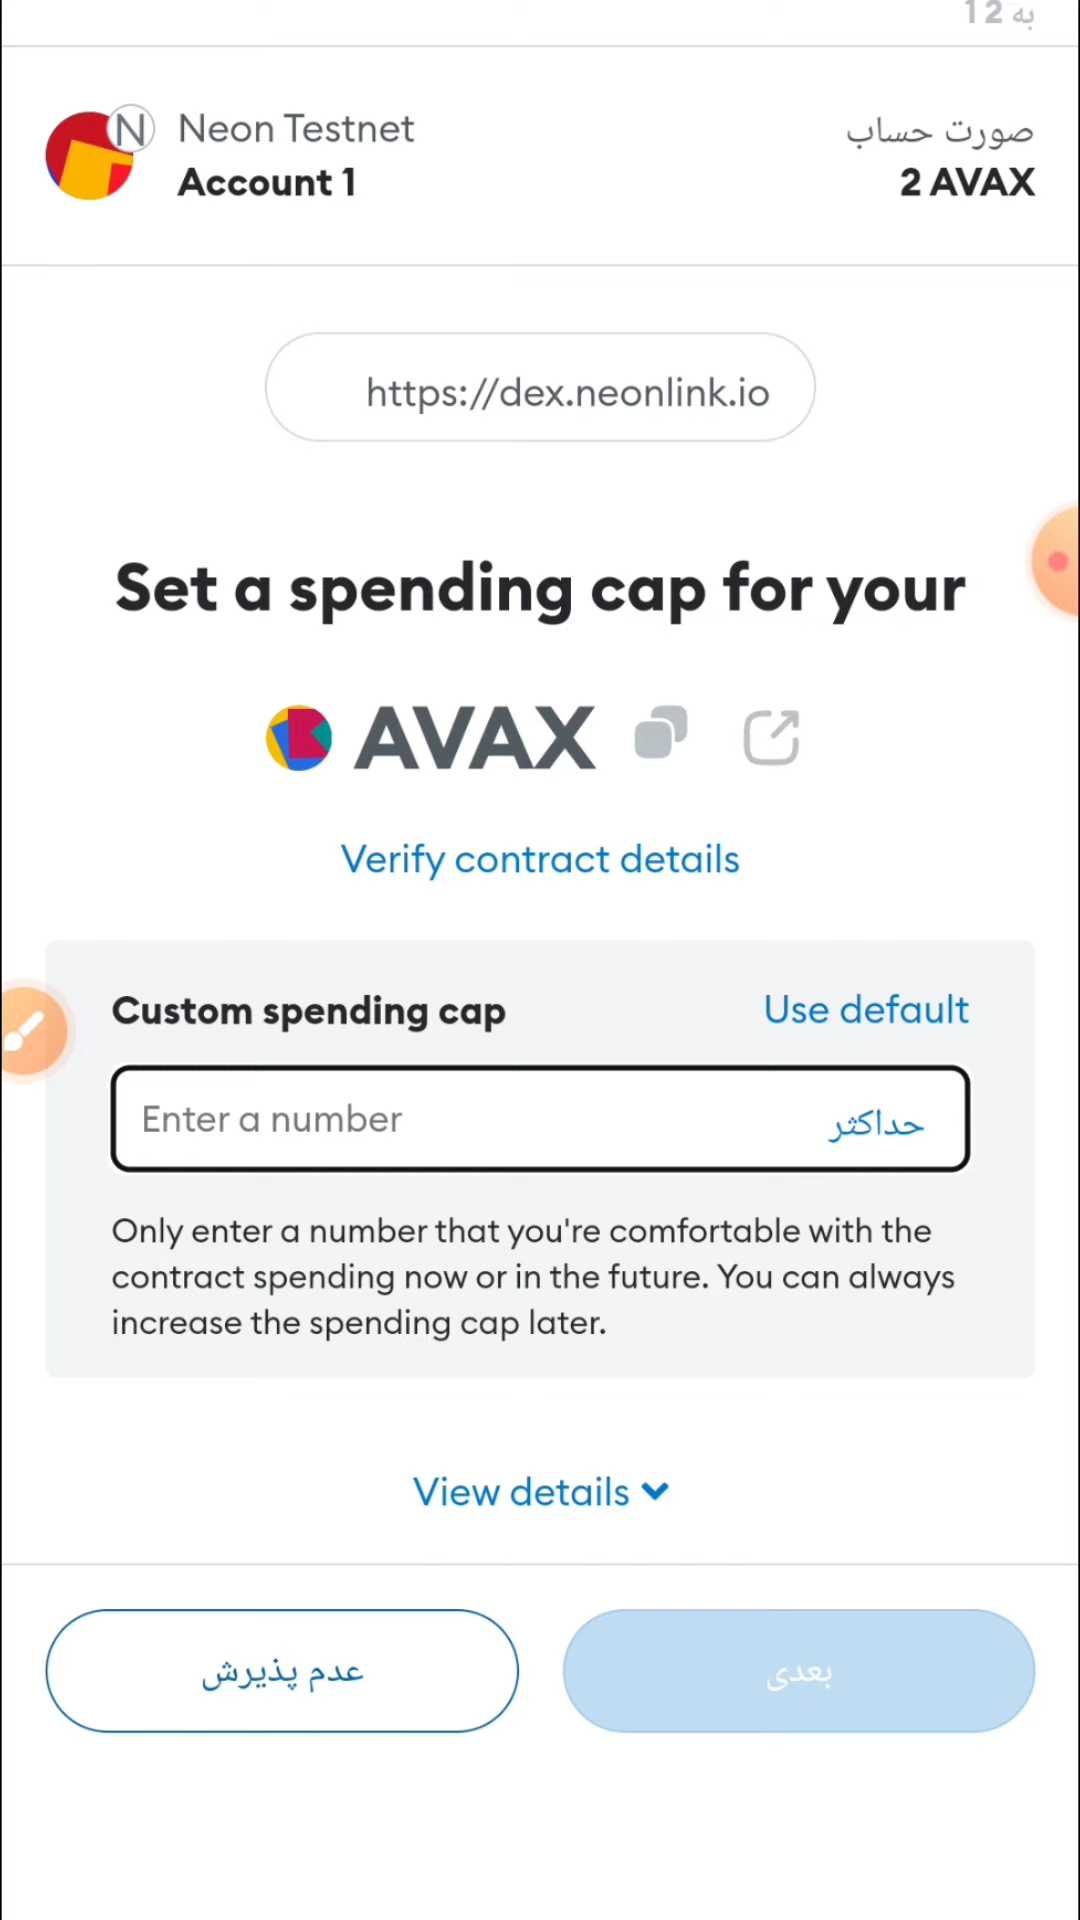 به 12
Neon Testnet
صورت حساب
Account 1
2 AVAX
https://dex.neonlink.io
Set a spending cap for your
AVAX
Verify contract details
Custom spending cap
Use default
Enter a number
حداکثر
Only enter a number that you're comfortable with the
contract spending now or in the future. You can always
increase the spending cap later.
View details
عدم پذیرش
بعدی